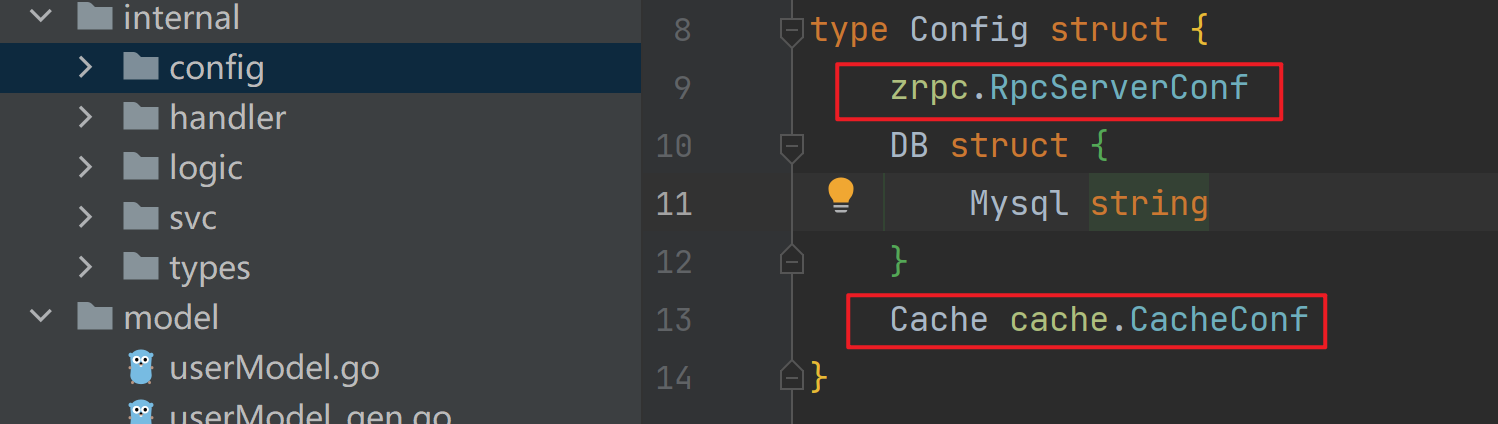 internal
config
handler
logic
svc
types
model
userModel.go
userModel_gen.go
8 type Config struct {
9 zrpc.RpcServerConf
10 DB struct {
11 Mysql string
12 }
13 Cache cache.CacheConf
14 }